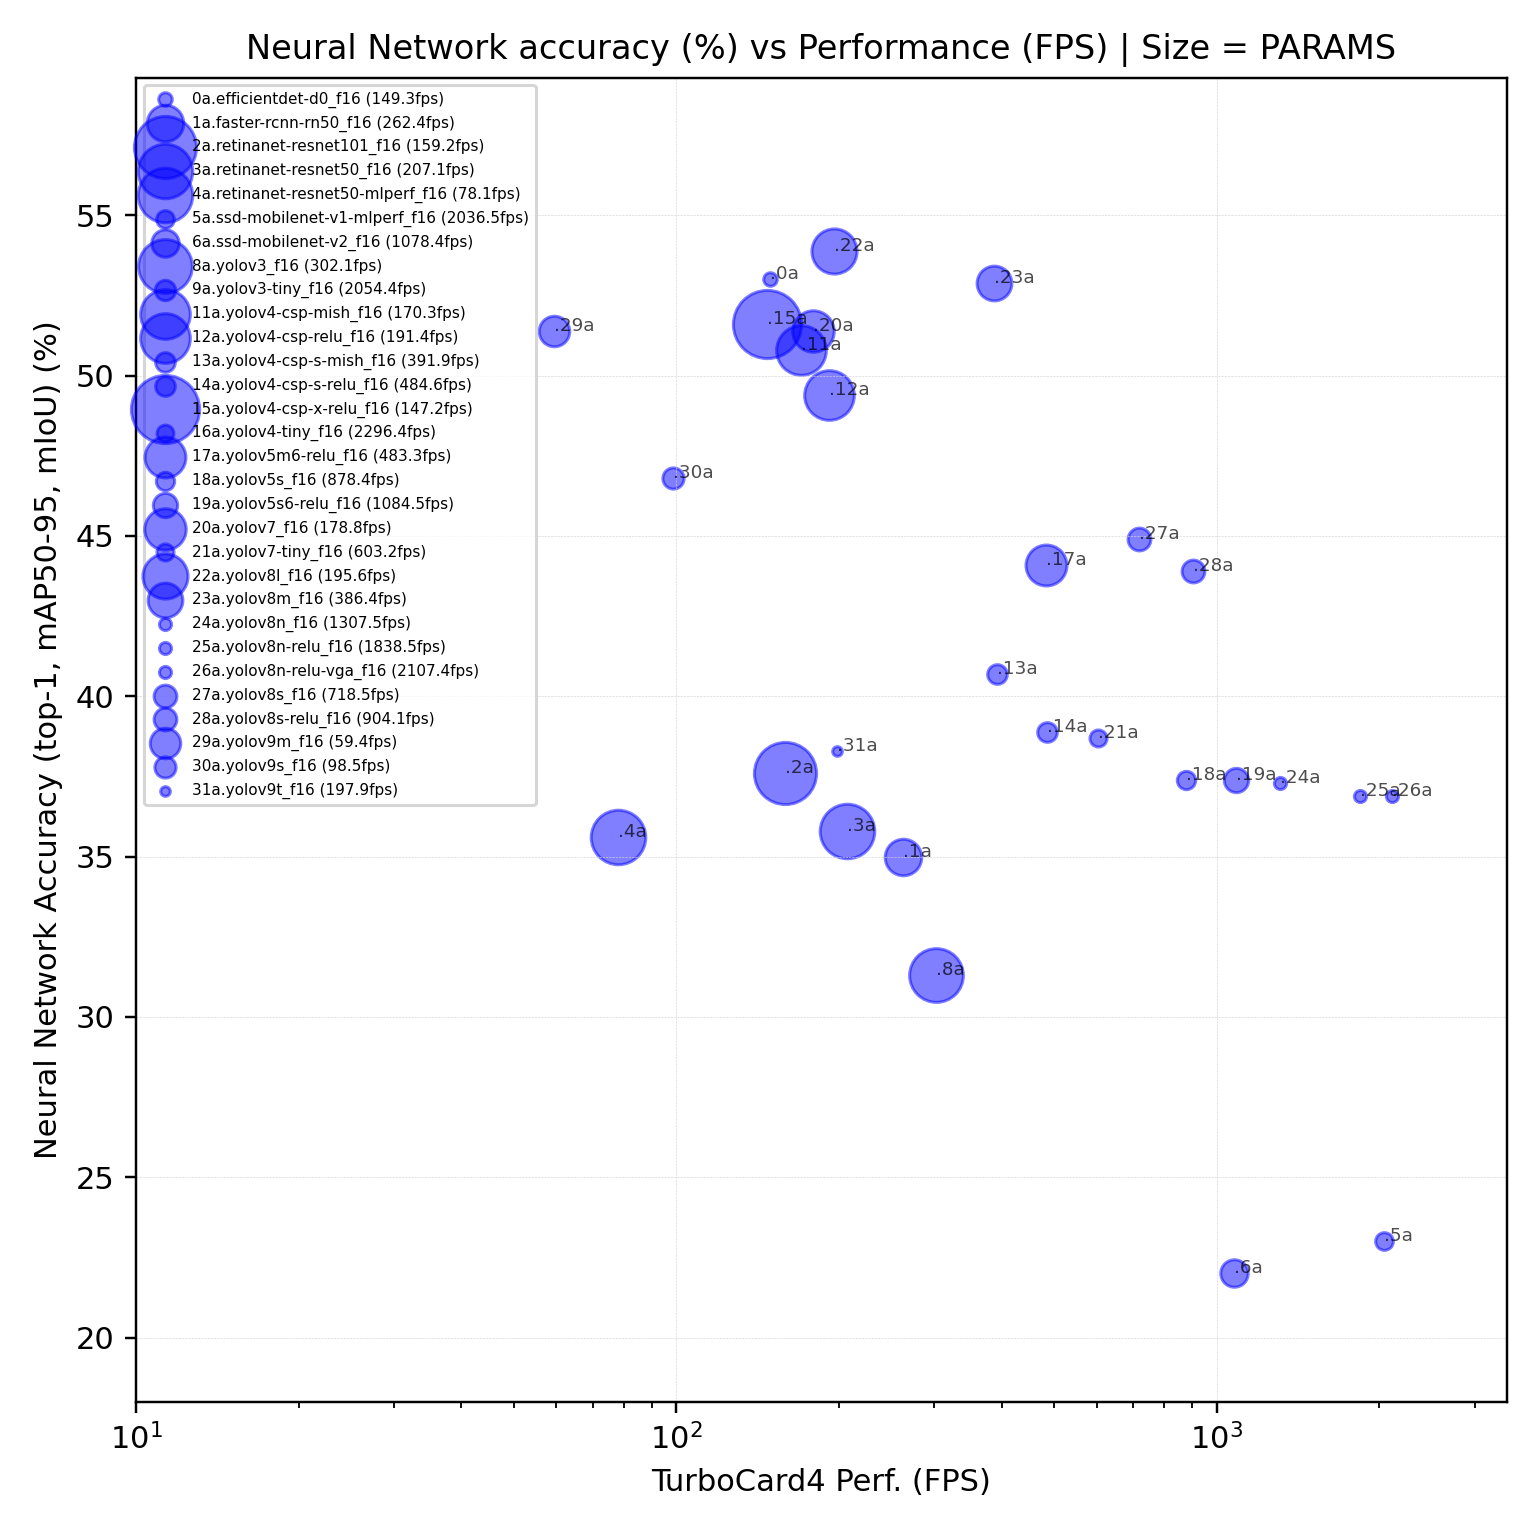 Neural Network accuracy (%) vs Performance (FPS) | Size = PARAMS
0a.efficientdet-d0_f16 (149.3fps)
1a.faster-rcnn-rn50_f16 (262.4fps)
2a.retinanet-resnet101_f16 (159.2fps)
3a.retinanet-resnet50_f16 (207.1fps)
4a.retinanet-resnet50-mlperf_f16 (78.1fps)
5a.ssd-mobilenet-v1-mlperf_f16 (2036.5fps)
6a.ssd-mobilenet-v2_f16 (1078.4fps)
8a.yolov3_f16 (302.1fps)
9a.yolov3-tiny_f16 (2054.4fps)
11a.yolov4-csp-mish_f16 (170.3fps)
12a.yolov4-csp-relu_f16 (191.4fps)
13a.yolov4-csp-s-mish_f16 (391.9fps)
14a.yolov4-csp-s-relu_f16 (484.6fps)
15a.yolov4-csp-x-relu_f16 (147.2fps)
16a.yolov4-tiny_f16 (2296.4fps)
17a.yolov5m6-relu_f16 (483.3fps)
18a.yolov5s_f16 (878.4fps)
19a.yolov5s6-relu_f16 (1084.5fps)
20a.yolov7_f16 (178.8fps)
21a.yolov7-tiny_f16 (603.2fps)
22a.yolov8l_f16 (195.6fps)
23a.yolov8m_f16 (386.4fps)
24a.yolov8n_f16 (1307.5fps)
25a.yolov8n-relu_f16 (1838.5fps)
26a.yolov8n-relu-vga_f16 (2107.4fps)
27a.yolov8s_f16 (718.5fps)
28a.yolov8s-relu_f16 (904.1fps)
29a.yolov9m_f16 (59.4fps)
30a.yolov9s_f16 (98.5fps)
31a.yolov9t_f16 (197.9fps)
.22a
.0a
.23a
.15a
.20a
.29a
.11a
.12a
.30a
.27a
.17a
.28a
.13a
.14a
.21a
.31a
.2a
.18a
.19a
.24a
.25a
.26a
.4a
.3a
.1a
.8a
.5a
.6a
55
50
45
40
35
30
25
20
Neural Network Accuracy (top-1, mAP50-95, mIoU) (%)
10¹
10²
10³
TurboCard4 Perf. (FPS)